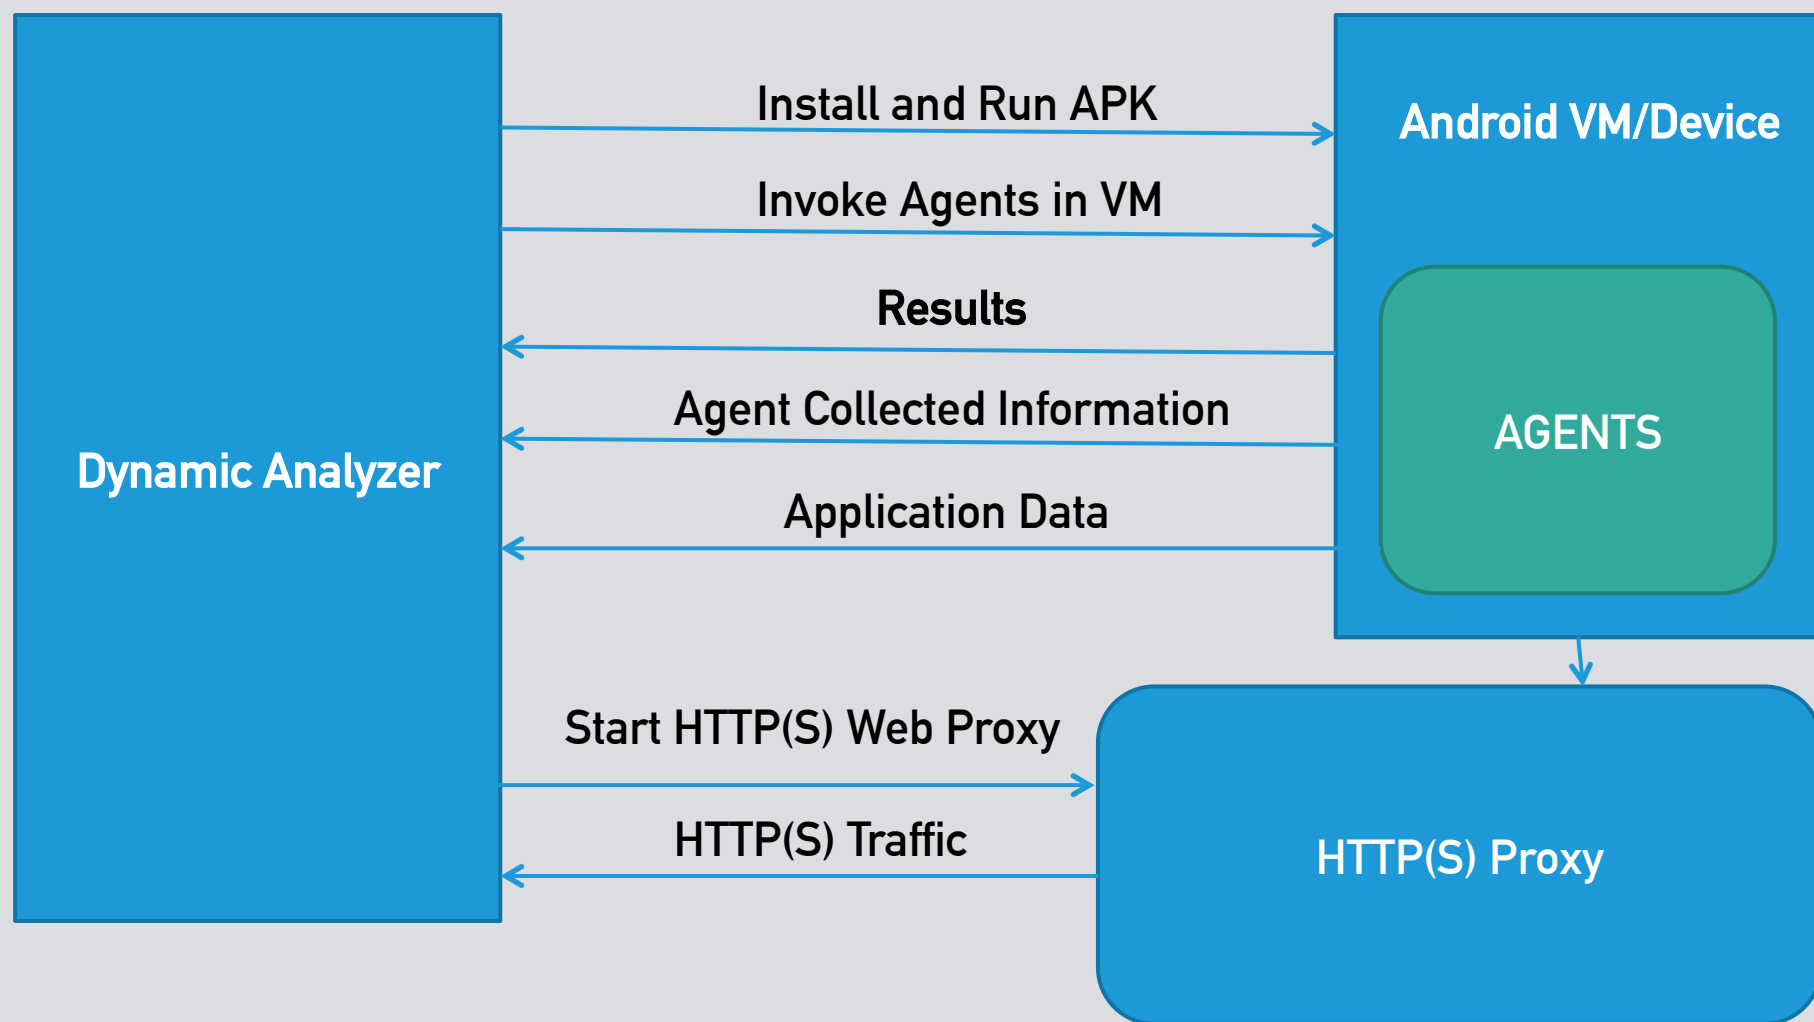 Install and Run APK
Android VM/Device
Invoke Agents in VM
Results
Agent Collected Information
AGENTS
Dynamic Analyzer
Application Data
Start HTTP(S) Web Proxy
HTTP(S) Traffic
HTTP(S) Proxy